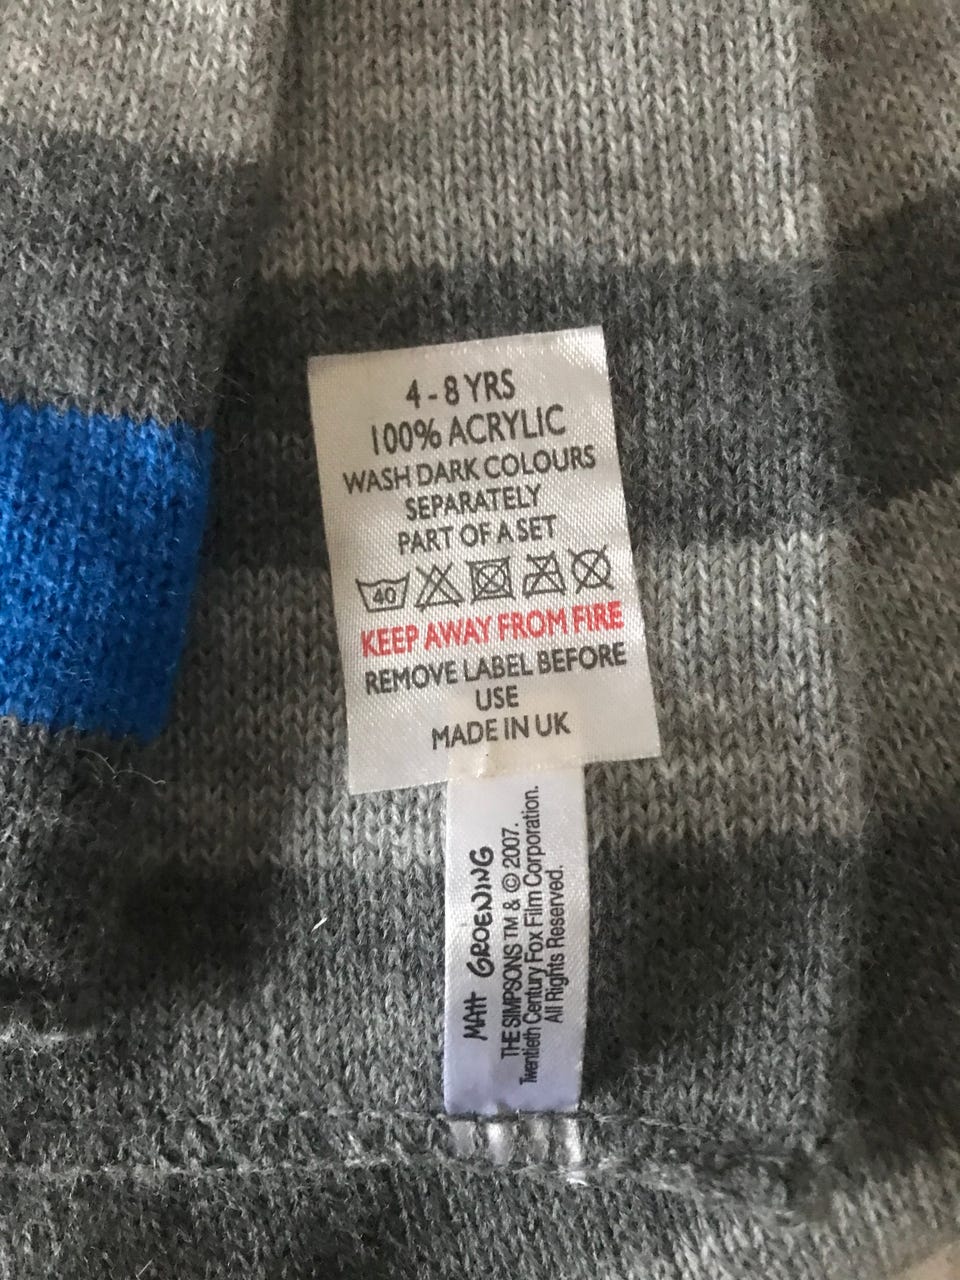 4-8 YRS
100% ACRYLIC
WASH DARK COLOURS
SEPARATELY
PART OF A SET
40
KEEP AWAY FROM FIRE
REMOVE LABEL BEFORE
USE
MADE IN UK
MATT GROENING
THE SIMPSONS TM & © 2007.
Twentieth Century Fox Film Corporation.
All Rights Reserved.